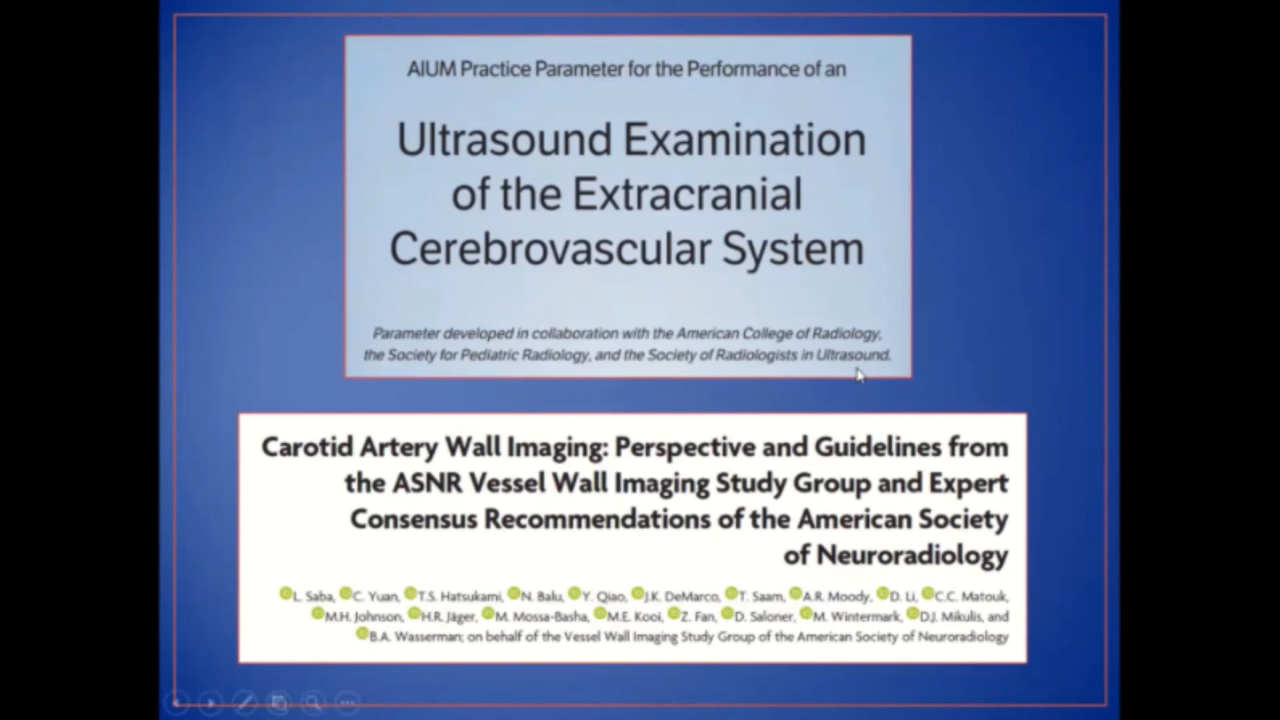 AIUM Practice Parameter for the Performance of an
Ultrasound Examination
of the Extracranial
Cerebrovascular System
Parameter developed in collaboration with the American College of Radiology,
the Society for Pediatric Radiology, and the Society of Radiologists in Ultrasound.
Carotid Artery Wall Imaging: Perspective and Guidelines from
the ASNR Vessel Wall Imaging Study Group and Expert
Consensus Recommendations of the American Society
of Neuroradiology
L. Saba, C. Yuan, T.S. Hatsukami, N. Balu, Y. Qiao, J.K. DeMarco, T. Saam, A.R. Moody, D. Li, C.C. Matouk,
M.H. Johnson, H.R. Jäger, M. Mossa-Basha, M.E. Kooi, Z. Fan, D. Saloner, M. Wintermark, D.J. Mikulis, and
B.A. Wasserman; on behalf of the Vessel Wall Imaging Study Group of the American Society of Neuroradiology